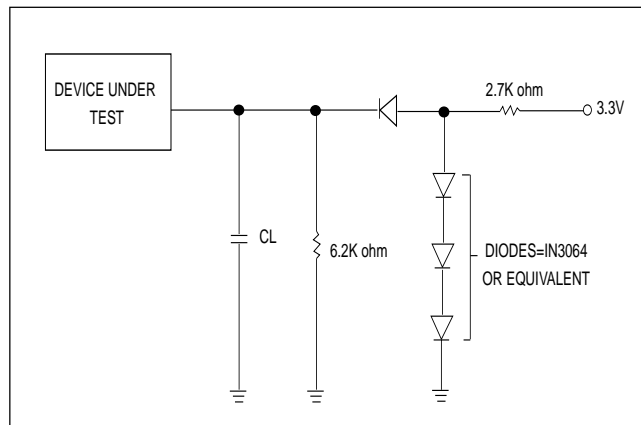 DEVICE UNDER
TEST
2.7K ohm
3.3V
CL
6.2K ohm
DIODES=IN3064
OR EQUIVALENT